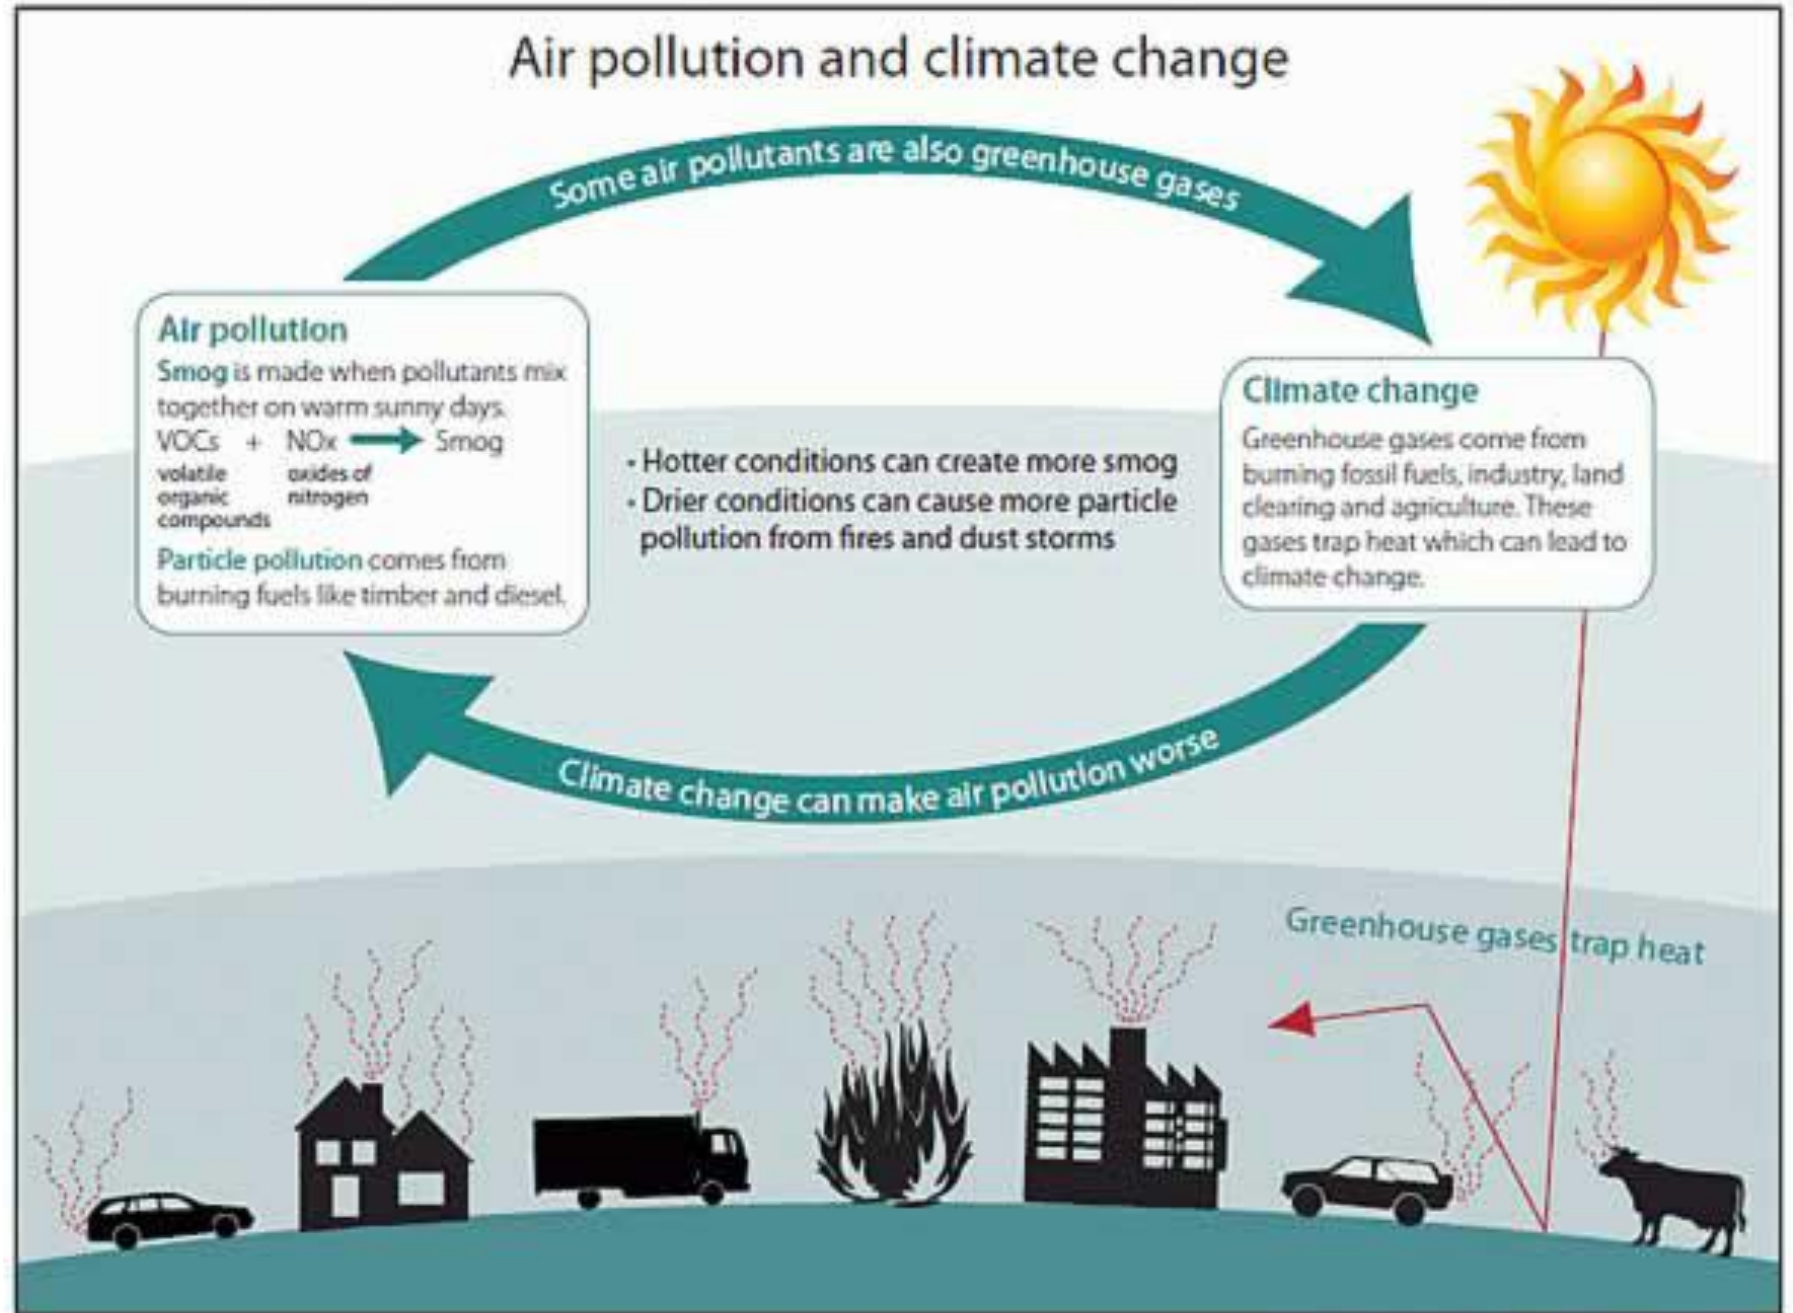 Air pollution and climate change
Some air pollutants are also greenhouse gases
Air pollution
Smog is made when pollutants mix
together on warm sunny days.
VOCs + NOx Smog
volatile oxides of
organic nitrogen
compounds
Particle pollution comes from
burning fuels like timber and diesel.
• Hotter conditions can create more smog
• Drier conditions can cause more particle
pollution from fires and dust storms
Climate change
Greenhouse gases come from
burning fossil fuels, industry, land
clearing and agriculture. These
gases trap heat which can lead to
climate change.
Climate change can make air pollution worse
Greenhouse gases trap heat